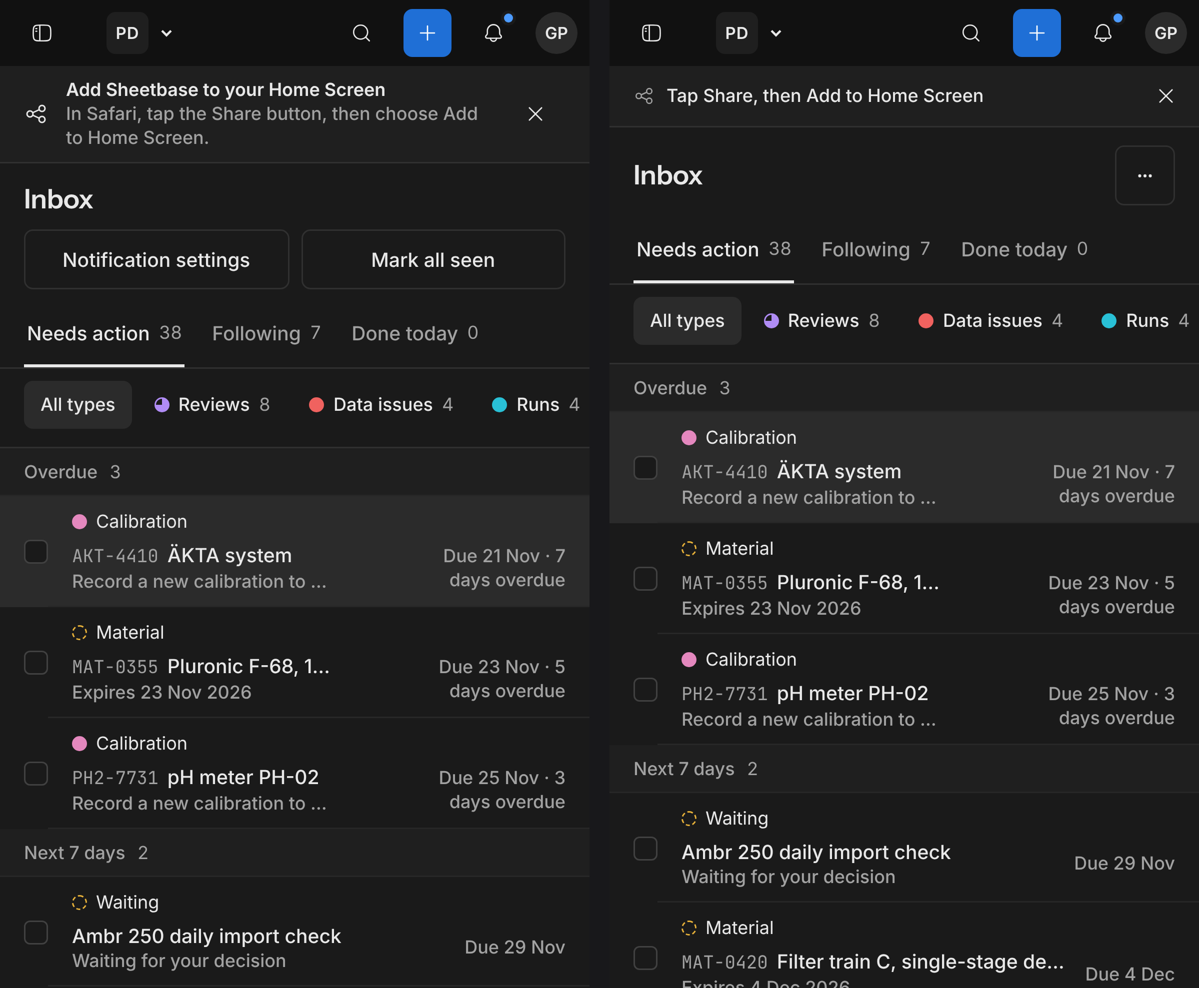 PD
GP
Add Sheetbase to your Home Screen
In Safari, tap the Share button, then choose Add
to Home Screen.
Inbox
Notification settings
Mark all seen
Needs action 38
Following 7
Done today 0
All types
Reviews 8
Data issues 4
Runs 4
Overdue 3
Calibration
AKT-4410 ÄKTA system
Record a new calibration to ...
Due 21 Nov · 7
days overdue
Material
MAT-0355 Pluronic F-68, 1...
Expires 23 Nov 2026
Due 23 Nov · 5
days overdue
Calibration
PH2-7731 pH meter PH-02
Record a new calibration to ...
Due 25 Nov · 3
days overdue
Next 7 days 2
Waiting
Ambr 250 daily import check
Waiting for your decision
Due 29 Nov
PD
GP
Tap Share, then Add to Home Screen
Inbox
Needs action 38
Following 7
Done today 0
All types
Reviews 8
Data issues 4
Runs 4
Overdue 3
Calibration
AKT-4410 ÄKTA system
Record a new calibration to ...
Due 21 Nov · 7
days overdue
Material
MAT-0355 Pluronic F-68, 1...
Expires 23 Nov 2026
Due 23 Nov · 5
days overdue
Calibration
PH2-7731 pH meter PH-02
Record a new calibration to ...
Due 25 Nov · 3
days overdue
Next 7 days 2
Waiting
Ambr 250 daily import check
Waiting for your decision
Due 29 Nov
Material
MAT-0420 Filter train C, single-stage de...
Expires 4 Dec 2026
Due 4 Dec